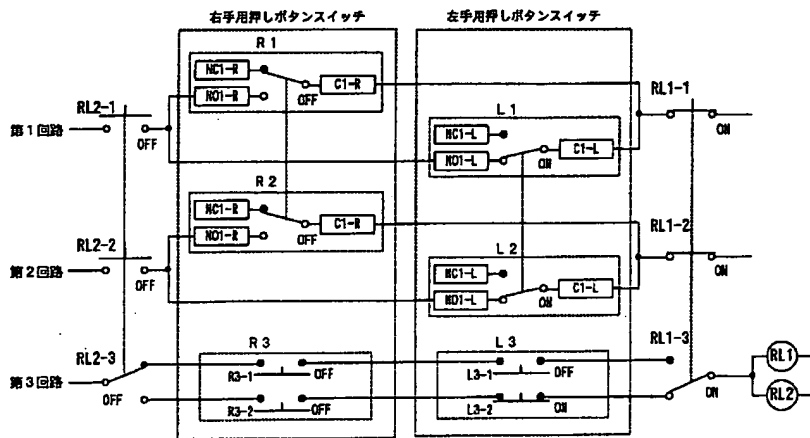 右手用押しボタンスイッチ 左手用押しボタンスイッチ
R1
NC1-R
NO1-R
C1-R
OFF
RL2-1
第1回路
OFF
L1
NC1-L
NO1-L
C1-L
ON
RL1-1
ON
R2
NC1-R
NO1-R
C1-R
OFF
RL2-2
第2回路
OFF
L2
NC1-L
NO1-L
C1-L
ON
RL1-2
ON
R3
RL2-3
第3回路
OFF
R3-1
OFF
R3-2
OFF
L3
L3-1
OFF
L3-2
ON
RL1-3
ON
RL1
RL2